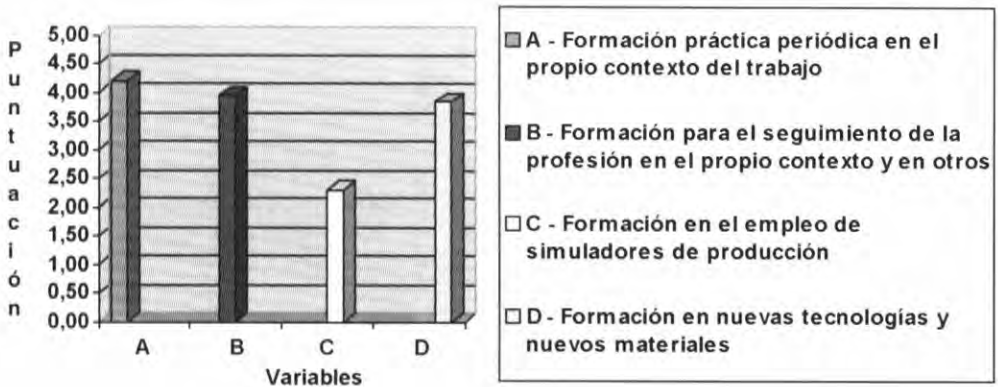 Puntuación
5,00
4,50
4,00
3,50
3,00
2,50
2,00
1,50
1,00
0,50
0,00
A B C D
Variables
A - Formación práctica periódica en el
propio contexto del trabajo
B - Formación para el seguimiento de la
profesión en el propio contexto y en otros
C - Formación en el empleo de
simuladores de producción
D - Formación en nuevas tecnologías y
nuevos materiales